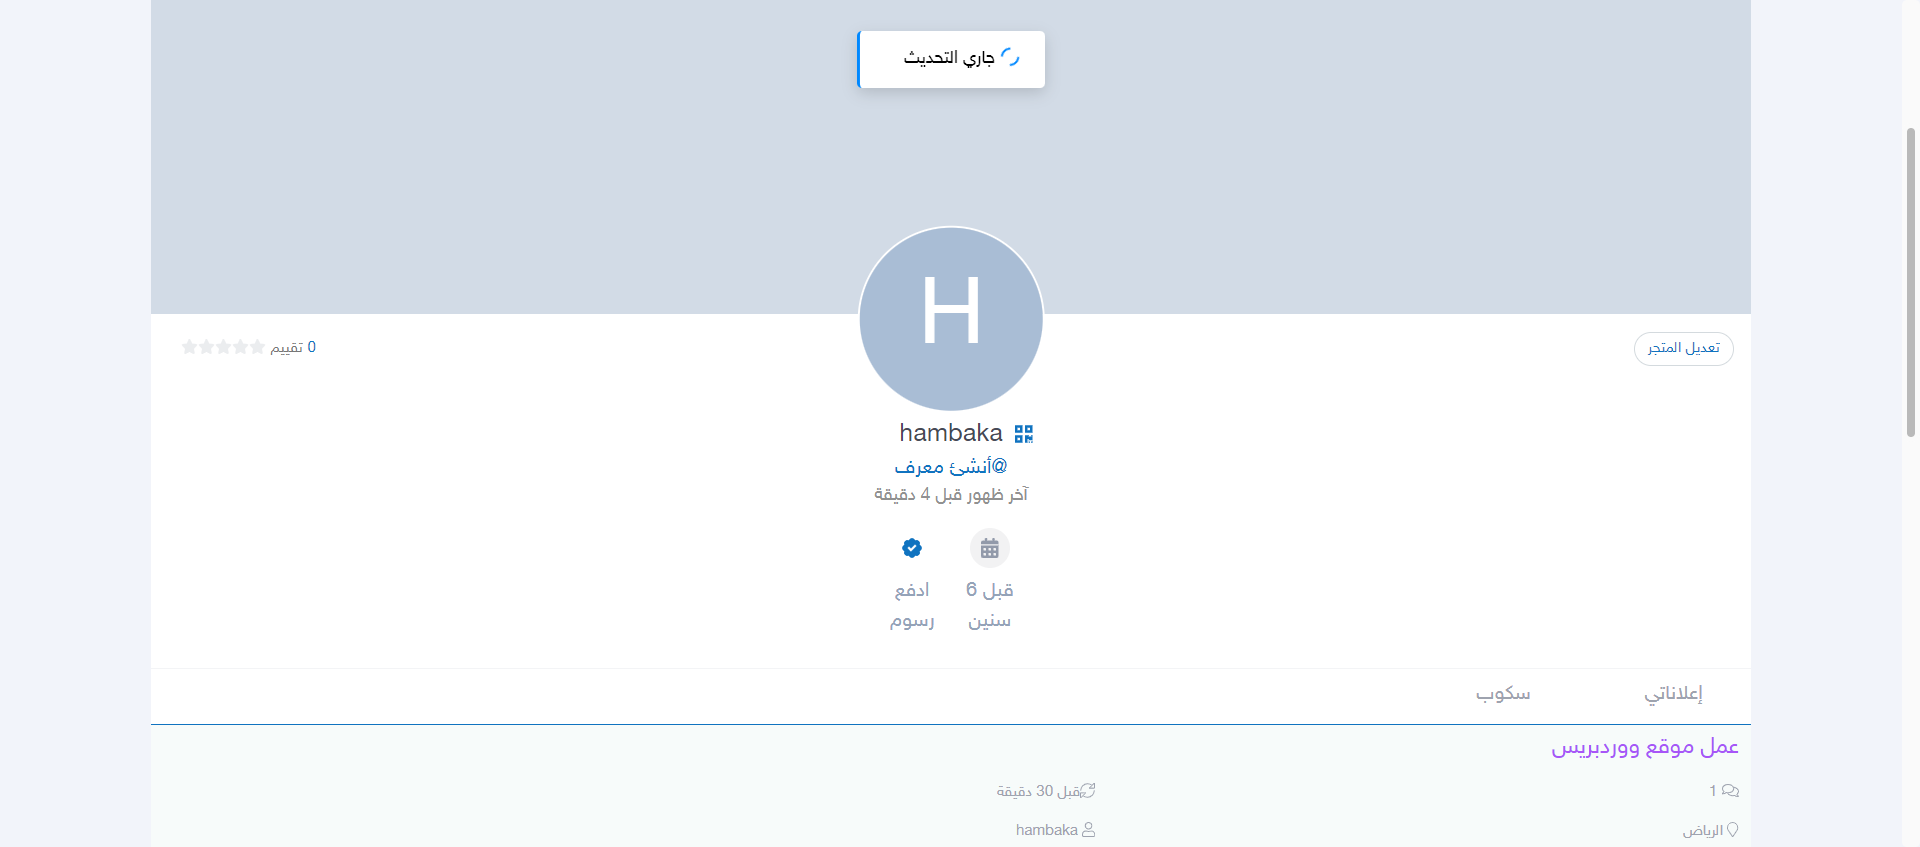 جاري التحديث
H
تعديل المتجر
0 تقييم
hambaka
@أنشئ معرف
آخر ظهور قبل 4 دقيقة
قبل 6 سنين
ادفع رسوم
إعلاناتي
سكوب
عمل موقع ووردبريس
1
قبل 30 دقيقة
الرياض
hambaka